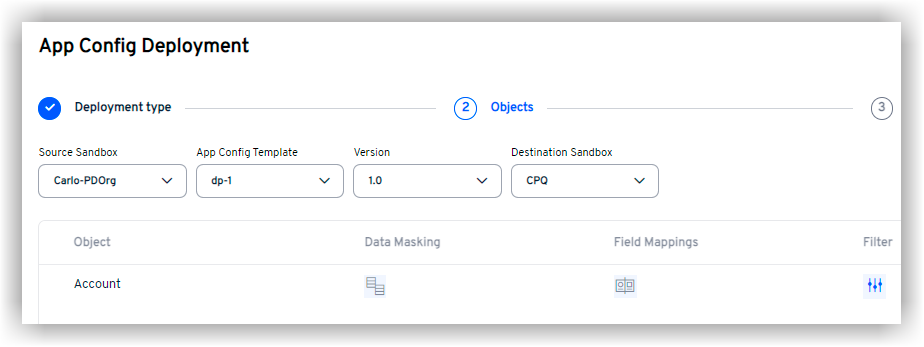 App Config Deployment
Deployment type 2 Objects 3
Source Sandbox App Config Template Version Destination Sandbox
Carlo-PDOrg dp-1 1.0 CPQ
Object Data Masking Field Mappings Filter
Account